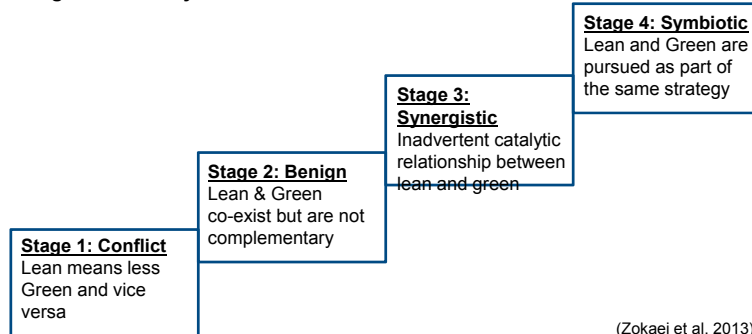 Stage 4: Symbiotic
Lean and Green are
pursued as part of
the same strategy
Stage 3:
Synergistic
Inadvertent catalytic
relationship between
lean and green
Stage 2: Benign
Lean & Green
co-exist but are not
complementary
Stage 1: Conflict
Lean means less
Green and vice
versa
(Zokaei et al. 2013)